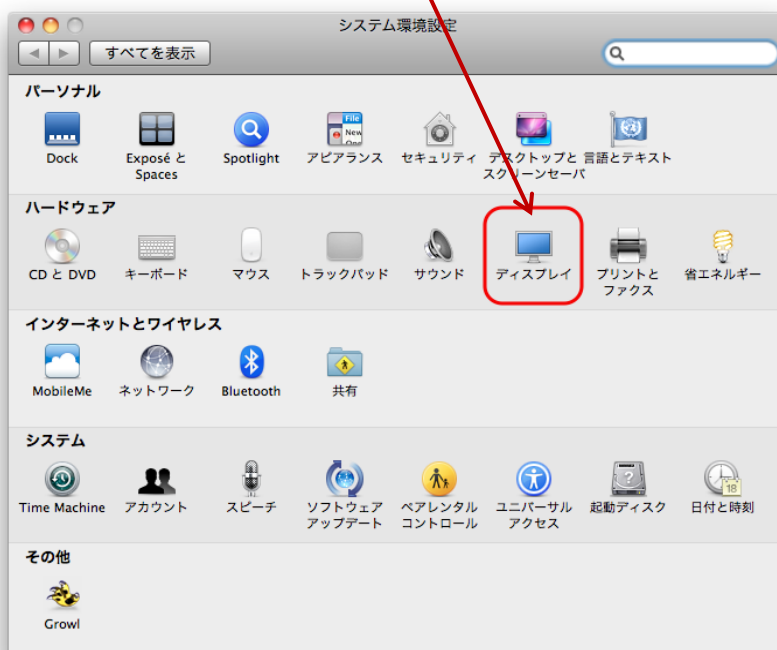 システム環境設定
すべてを表示
パーソナル
Dock
Exposé と
Spaces
Spotlight
アピアランス
セキュリティ
デスクトップと
スクリーンセーバ
言語とテキスト
ハードウェア
CD と DVD
キーボード
マウス
トラックパッド
サウンド
ディスプレイ
プリントと
ファクス
省エネルギー
インターネットとワイヤレス
MobileMe
ネットワーク
Bluetooth
共有
システム
Time Machine
アカウント
スピーチ
ソフトウェア
アップデート
ペアレンタル
コントロール
ユニバーサル
アクセス
起動ディスク
日付と時刻
その他
Growl
File
New
18